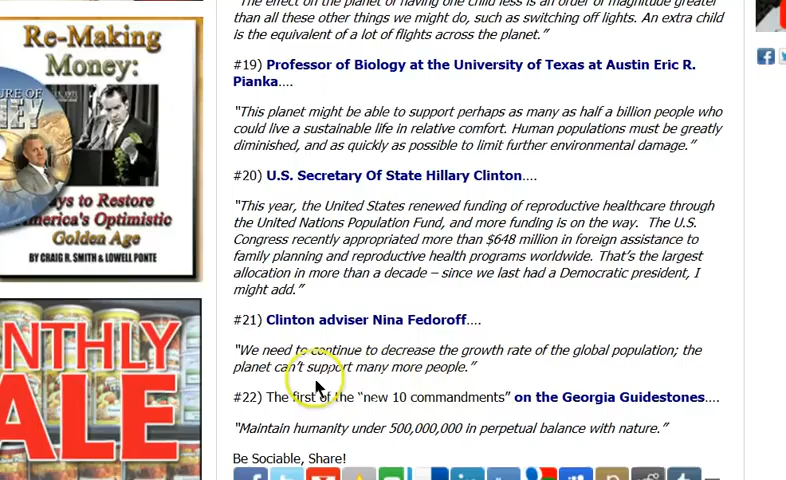 "The effect on the planet of having one child less is an order of magnitude greater
than all these other things we might do, such as switching off lights. An extra child
is the equivalent of a lot of flights across the planet."
#19) Professor of Biology at the University of Texas at Austin Eric R.
Pianka....
"This planet might be able to support perhaps as many as half a billion people who
could live a sustainable life in relative comfort. Human populations must be greatly
diminished, and as quickly as possible to limit further environmental damage."
#20) U.S. Secretary Of State Hillary Clinton....
"This year, the United States renewed funding of reproductive healthcare through
the United Nations Population Fund, and more funding is on the way. The U.S.
Congress recently appropriated more than $648 million in foreign assistance to
family planning and reproductive health programs worldwide. That's the largest
allocation in more than a decade – since we last had a Democratic president, I
might add."
#21) Clinton adviser Nina Fedoroff....
"We need to continue to decrease the growth rate of the global population; the
planet can't support many more people."
#22) The first of the "new 10 commandments" on the Georgia Guidestones....
"Maintain humanity under 500,000,000 in perpetual balance with nature."
Be Sociable, Share!
Re-Making
Money:
ays to Restore
merica's Optimistic
Golden Age
BY CRAIG R. SMITH & LOWELL PONTE
NTHLY
ALE